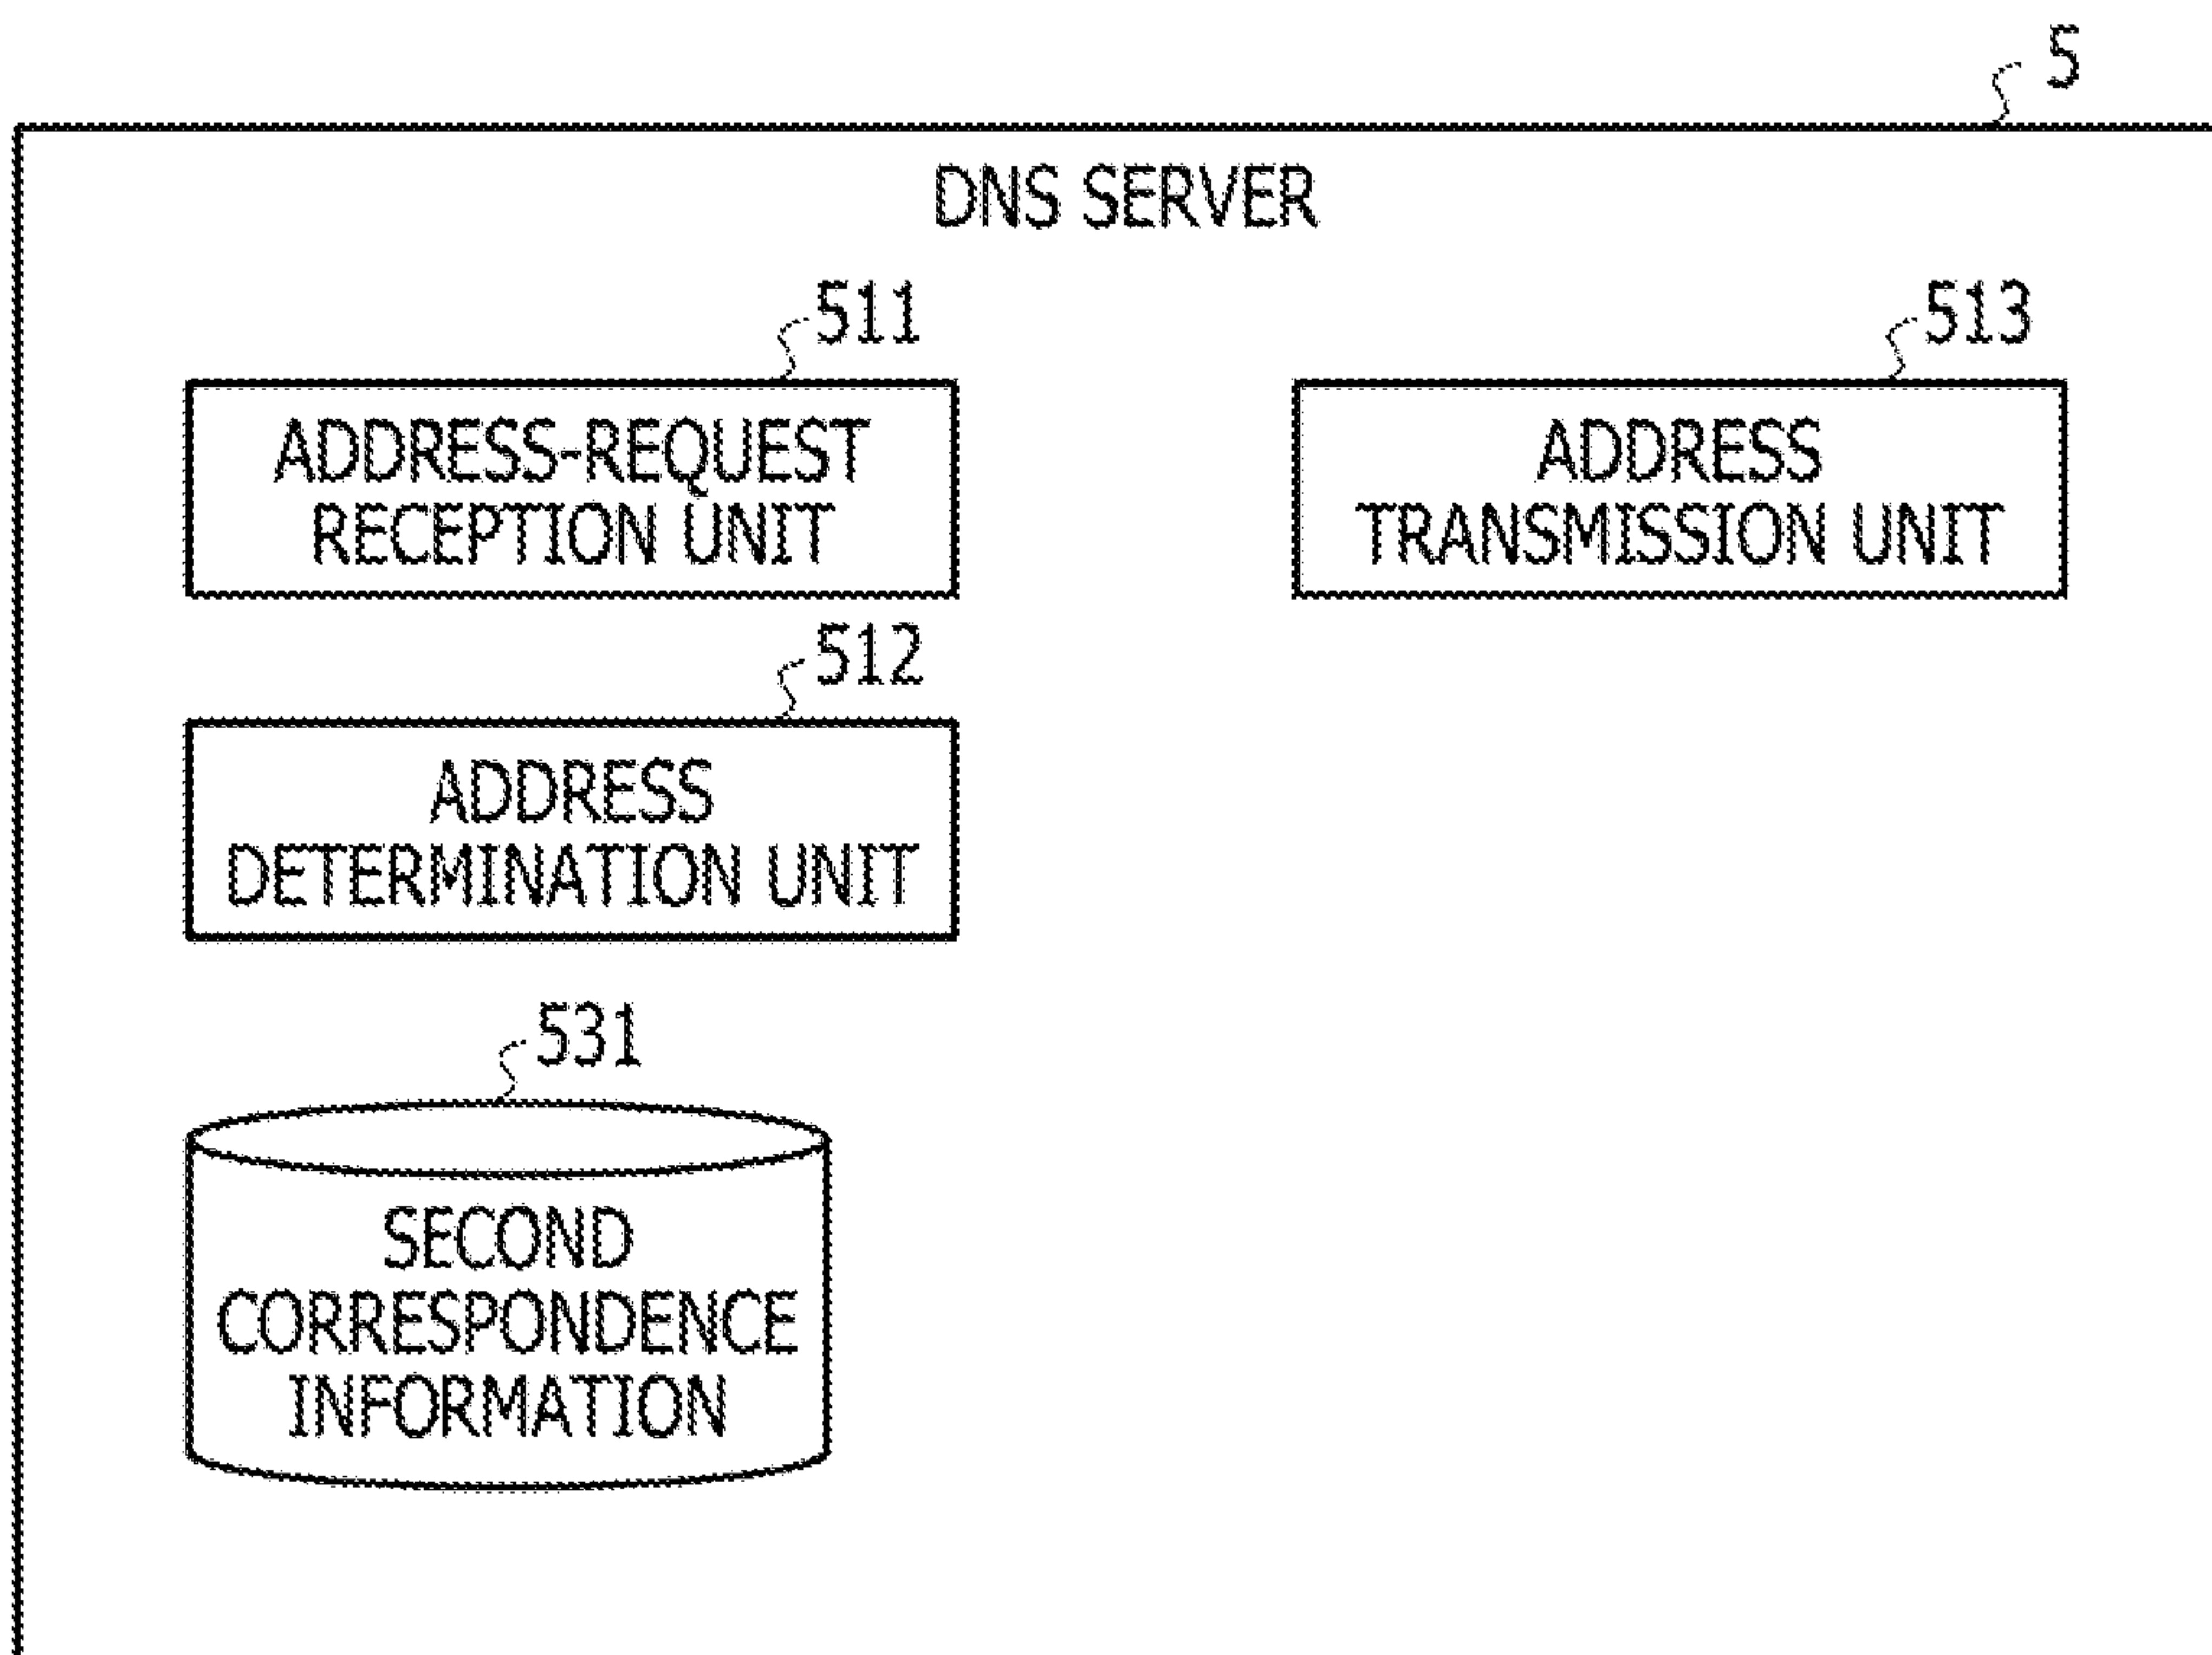 5
DNS SERVER
511
ADDRESS-REQUEST
RECEPTION UNIT
513
ADDRESS
TRANSMISSION UNIT
512
ADDRESS
DETERMINATION UNIT
531
SECOND
CORRESPONDENCE
INFORMATION